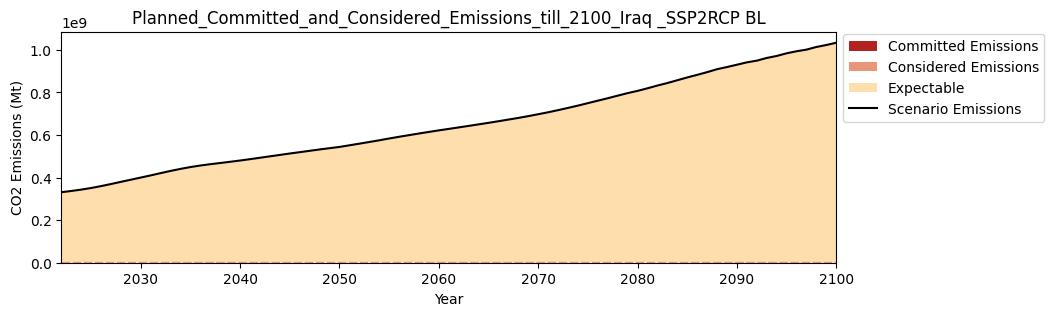 Planned_Committed_and_Considered_Emissions_till_2100_Iraq _SSP2RCP BL
1e9
1.0
0.8
0.6
0.4
0.2
0.0
CO2 Emissions (Mt)
2030 2040 2050 2060 2070 2080 2090 2100
Year
Committed Emissions
Considered Emissions
Expectable
Scenario Emissions